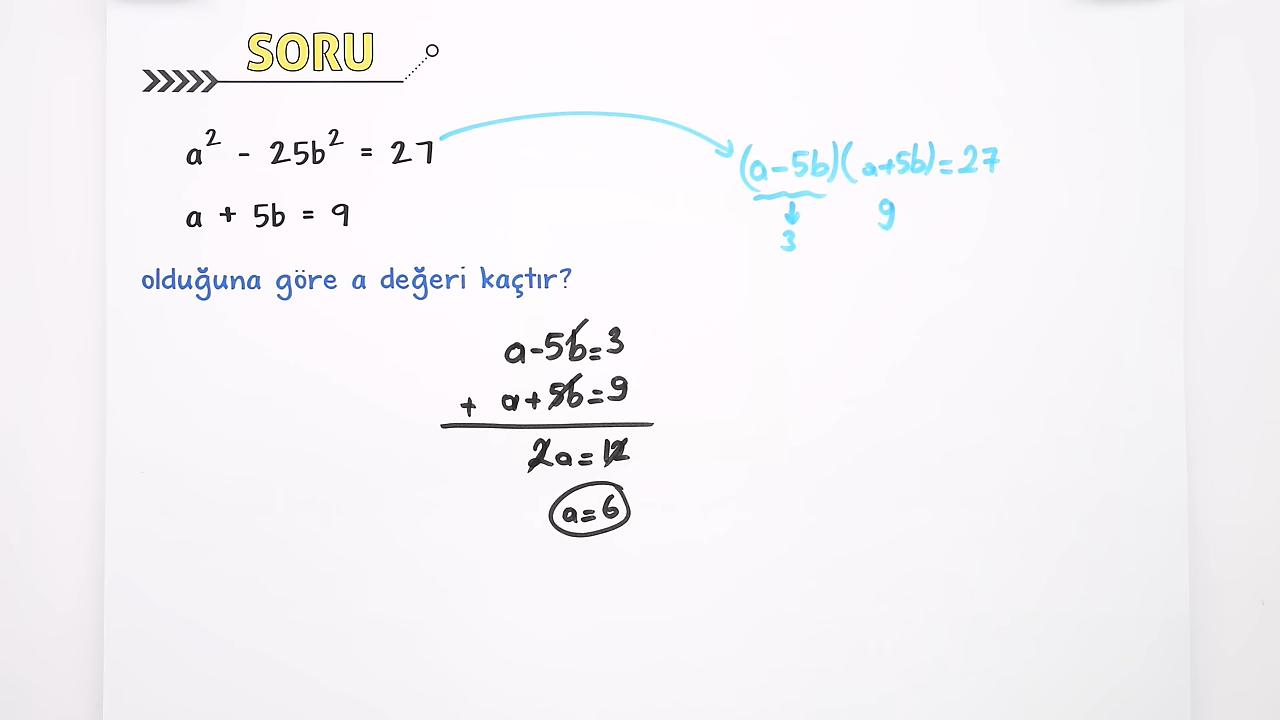 SORU
a² - 25b² = 27
(a-5b)(a+5b)=27
3
9
a + 5b = 9
olduğuna göre a değeri kaçtır?
a-5b=3
+ a+5b=9
2a=12
a=6